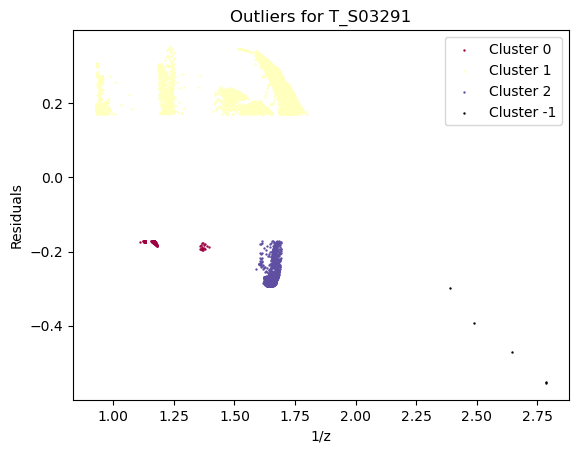 Outliers for T_S03291
Cluster 0
Cluster 1
Cluster 2
Cluster -1
0.2
0.0
−0.2
−0.4
Residuals
1.00 1.25 1.50 1.75 2.00 2.25 2.50 2.75
1/z